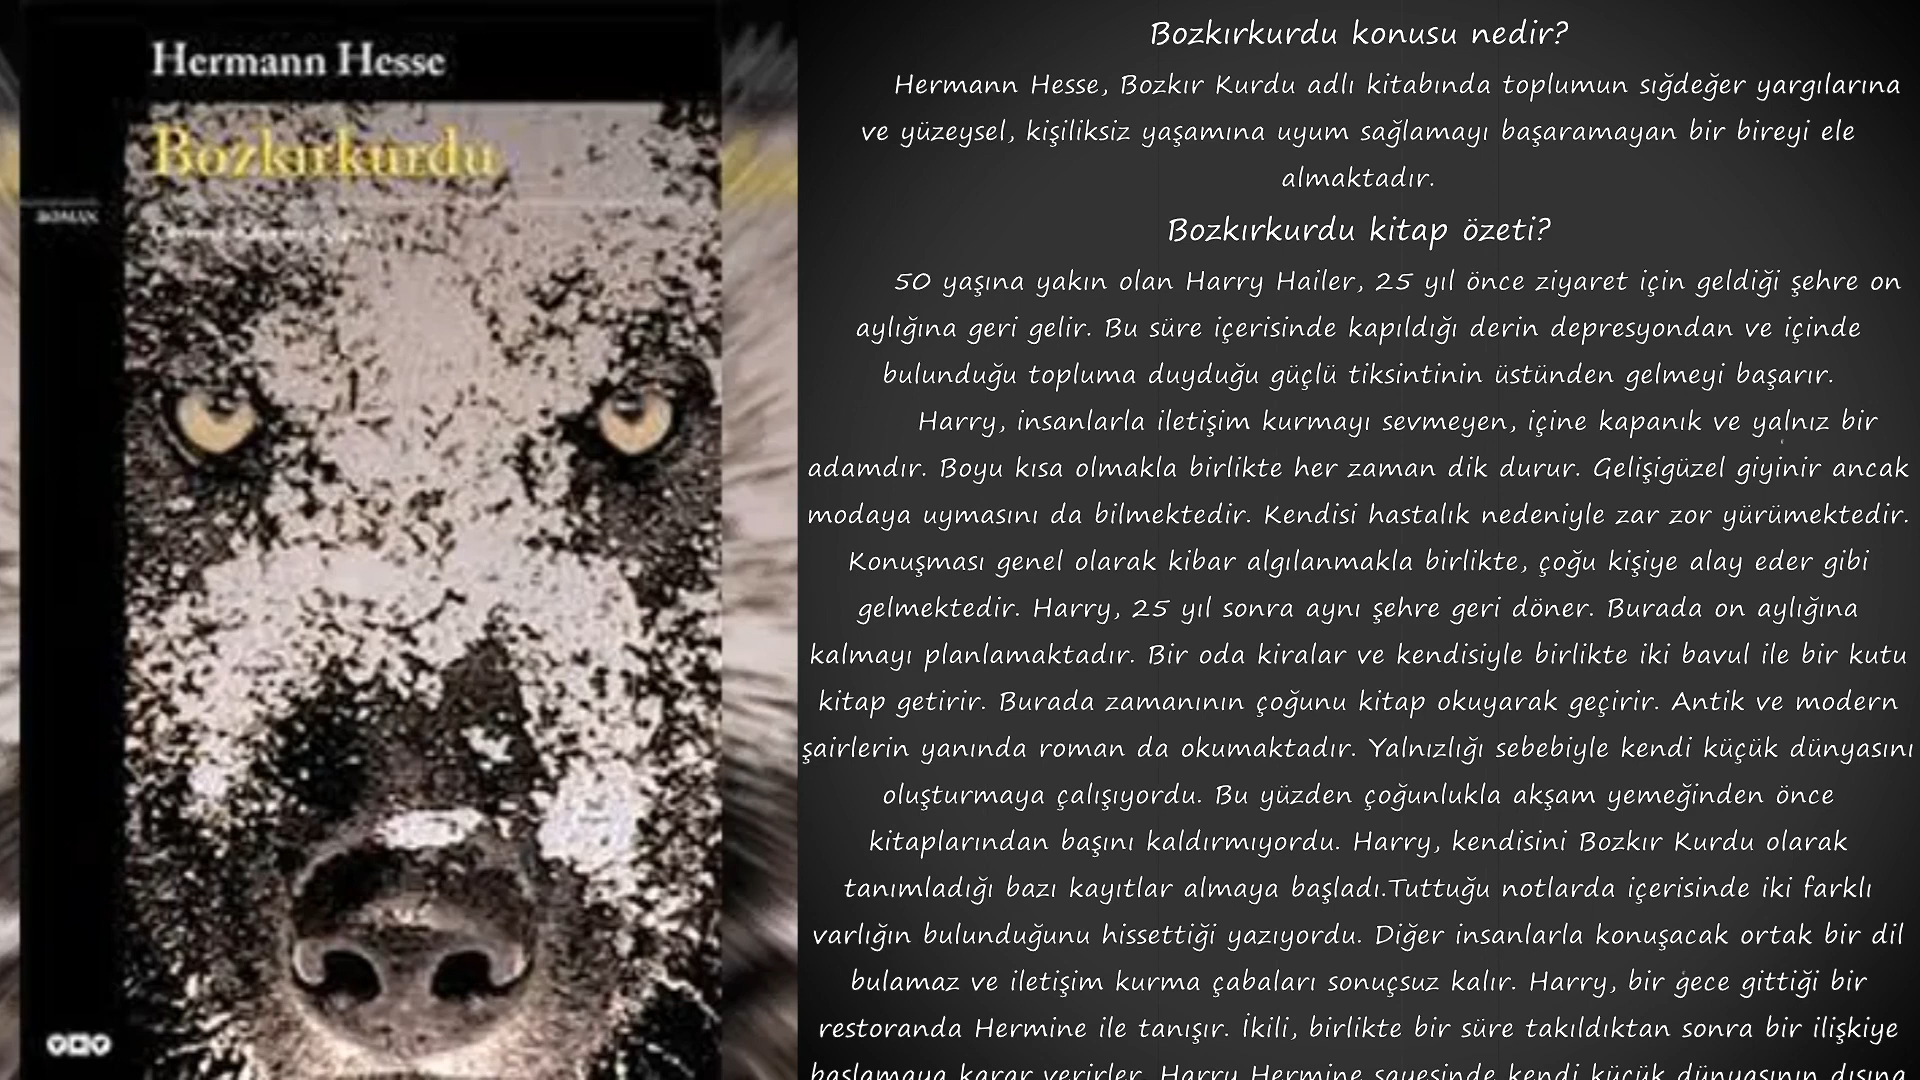 Hermann Hesse
Bozkırkurdu
ROMAN
Bozkırkurdu konusu nedir?
Hermann Hesse, Bozkır Kurdu adlı kitabında toplumun sığdeğer yargılarına
ve yüzeysel, kişiliksiz yaşamına uyum sağlamayı başaramayan bir bireyi ele
almaktadır.
Bozkırkurdu kitap özeti?
50 yaşına yakın olan Harry Hailer, 25 yıl önce ziyaret için geldiği şehre on
aylığına geri gelir. Bu süre içerisinde kapıldığı derin depresyondan ve içinde
bulunduğu topluma duyduğu güçlü tiksintinin üstünden gelmeyi başarır.
Harry, insanlarla iletişim kurmayı sevmeyen, içine kapanık ve yalnız bir
adamdır. Boyu kısa olmakla birlikte her zaman dik durur. Gelişigüzel giyinir ancak
modaya uymasını da bilmektedir. Kendisi hastalık nedeniyle zar zor yürümektedir.
Konuşması genel olarak kibar algılanmakla birlikte, çoğu kişiye alay eder gibi
gelmektedir. Harry, 25 yıl sonra aynı şehre geri döner. Burada on aylığına
kalmayı planlamaktadır. Bir oda kiralar ve kendisiyle birlikte iki bavul ile bir kutu
kitap getirir. Burada zamanının çoğunu kitap okuyarak geçirir. Antik ve modern
şairlerin yanında roman da okumaktadır. Yalnızlığı sebebiyle kendi küçük dünyasını
oluşturmaya çalışıyordu. Bu yüzden çoğunlukla akşam yemeğinden önce
kitaplarından başını kaldırmıyordu. Harry, kendisini Bozkır Kurdu olarak
tanımladığı bazı kayıtlar almaya başladı.Tuttuğu notlarda içerisinde iki farklı
varlığın bulunduğunu hissettiği yazıyordu. Diğer insanlarla konuşacak ortak bir dil
bulamaz ve iletişim kurma çabaları sonuçsuz kalır. Harry, bir gece gittiği bir
restoranda Hermine ile tanışır. İkili, birlikte bir süre takıldıktan sonra bir ilişkiye
başlamaya karar verirler. Harry Hermine sayesinde kendi küçük dünyasının dışına